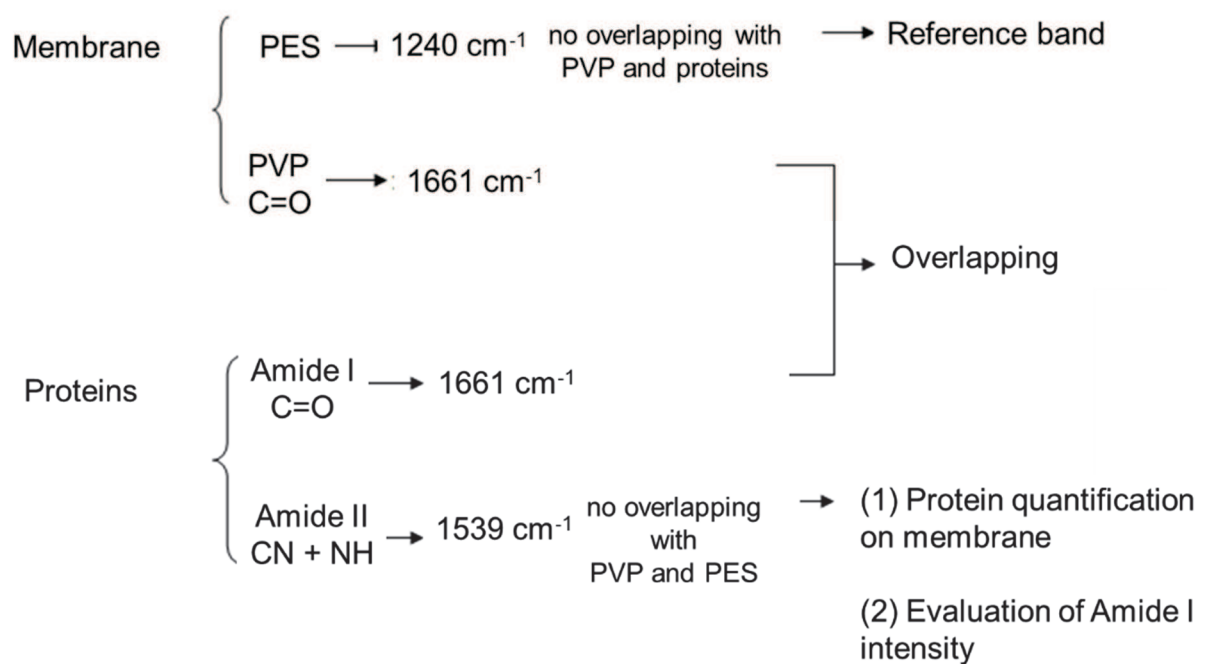 Membrane
PES 1240 cm-1 no overlapping with
PVP and proteins
Reference band
PVP
C=O
: 1661 cm-1
Overlapping
Proteins
Amide I
C=O
1661 cm-1
Amide II
CN + NH
1539 cm-1
no overlapping
with
PVP and PES
(1) Protein quantification
on membrane
(2) Evaluation of Amide I
intensity